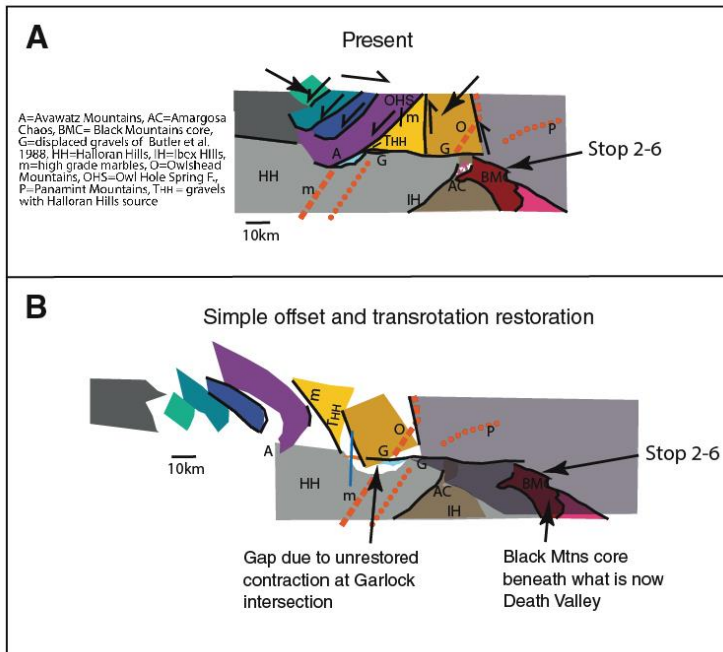 A
Present
A=Avawatz Mountains, AC=Amargosa
Chaos, BMC= Black Mountains core,
G=displaced gravels of Butler et al.
1988, HH=Halloran Hills, IH=Ibex HIlls,
m=high grade marbles, O=Owlshead
Mountains, OHS=Owl Hole Spring F.,
P=Panamint Mountains, THH = gravels
with Halloran Hills source
OHS
m
O
P
THH
A
G
G
Stop 2-6
HH
m
AC
BMC
IH
10km
B
Simple offset and transrotation restoration
m
THH
O
P
10km
A
G
G
Stop 2-6
HH
m
AC
BMC
IH
Gap due to unrestored
contraction at Garlock
intersection
Black Mtns core
beneath what is now
Death Valley